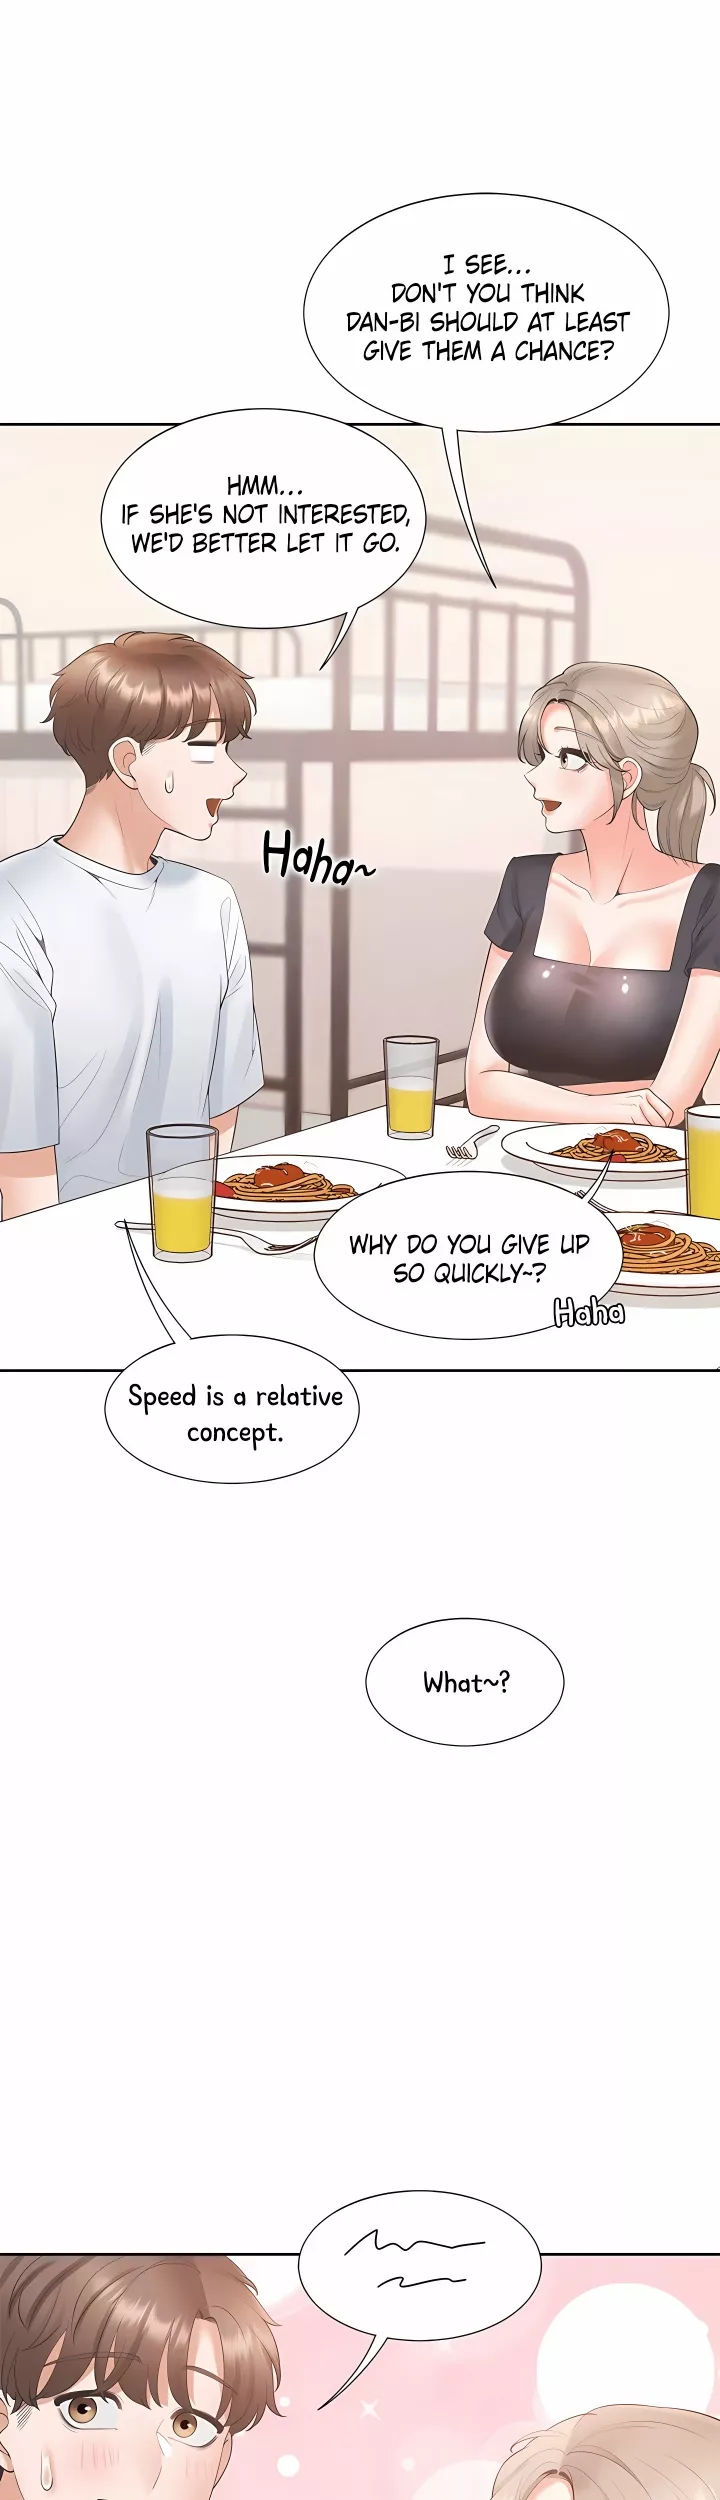 I SEE...
DON'T YOU THINK
DAN-BI SHOULD AT LEAST
GIVE THEM A CHANCE?
HMM...
IF SHE'S NOT INTERESTED,
WE'D BETTER LET IT GO.
Haha~
WHY DO YOU GIVE UP
SO QUICKLY~?
Haha
Speed is a relative
concept.
What~?